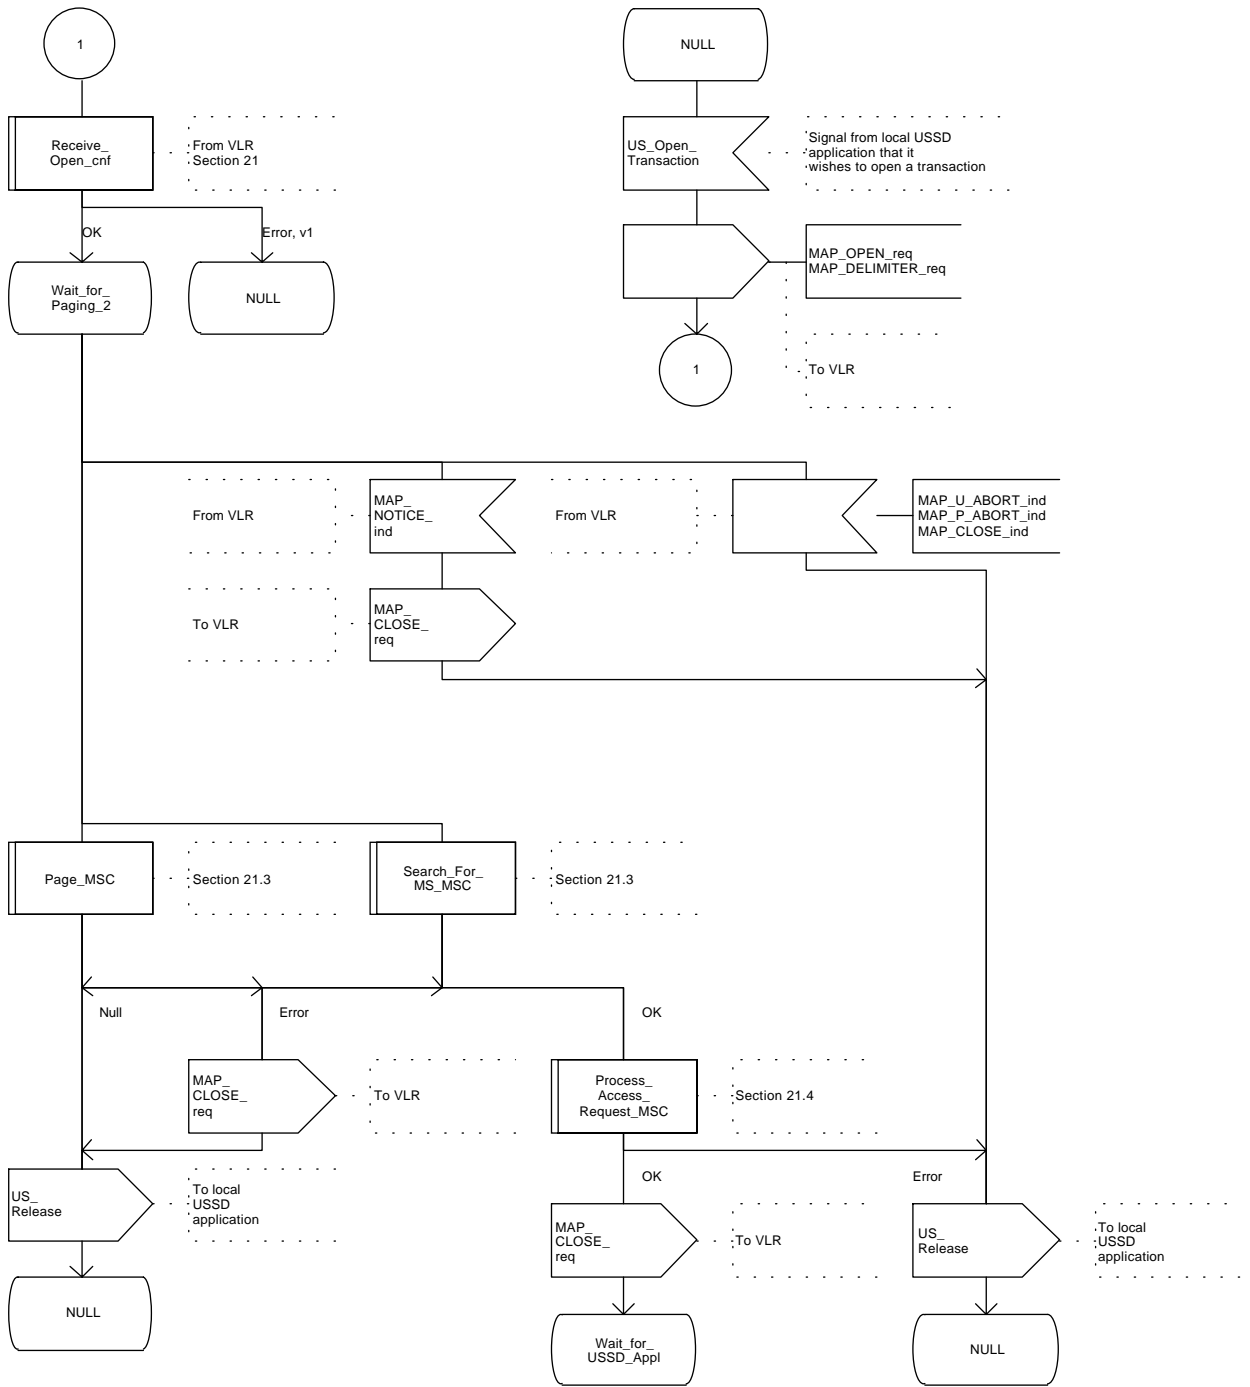 1
NULL
Receive_
Open_cnf
From VLR
Section 21
US_Open_
Transaction
Signal from local USSD
application that it
wishes to open a transaction
OK
Error, v1
Wait_for_
Paging_2
NULL
MAP_OPEN_req
MAP_DELIMITER_req
1
To VLR
From VLR
MAP_
NOTICE_
ind
From VLR
MAP_U_ABORT_ind
MAP_P_ABORT_ind
MAP_CLOSE_ind
To VLR
MAP_
CLOSE_
req
Page_MSC
Section 21.3
Search_For_
MS_MSC
Section 21.3
Null
Error
OK
MAP_
CLOSE_
req
To VLR
Process_
Access_
Request_MSC
Section 21.4
US_
Release
To local
USSD
application
OK
Error
MAP_
CLOSE_
req
To VLR
US_
Release
To local
USSD
application
NULL
Wait_for_
USSD_Appl
NULL